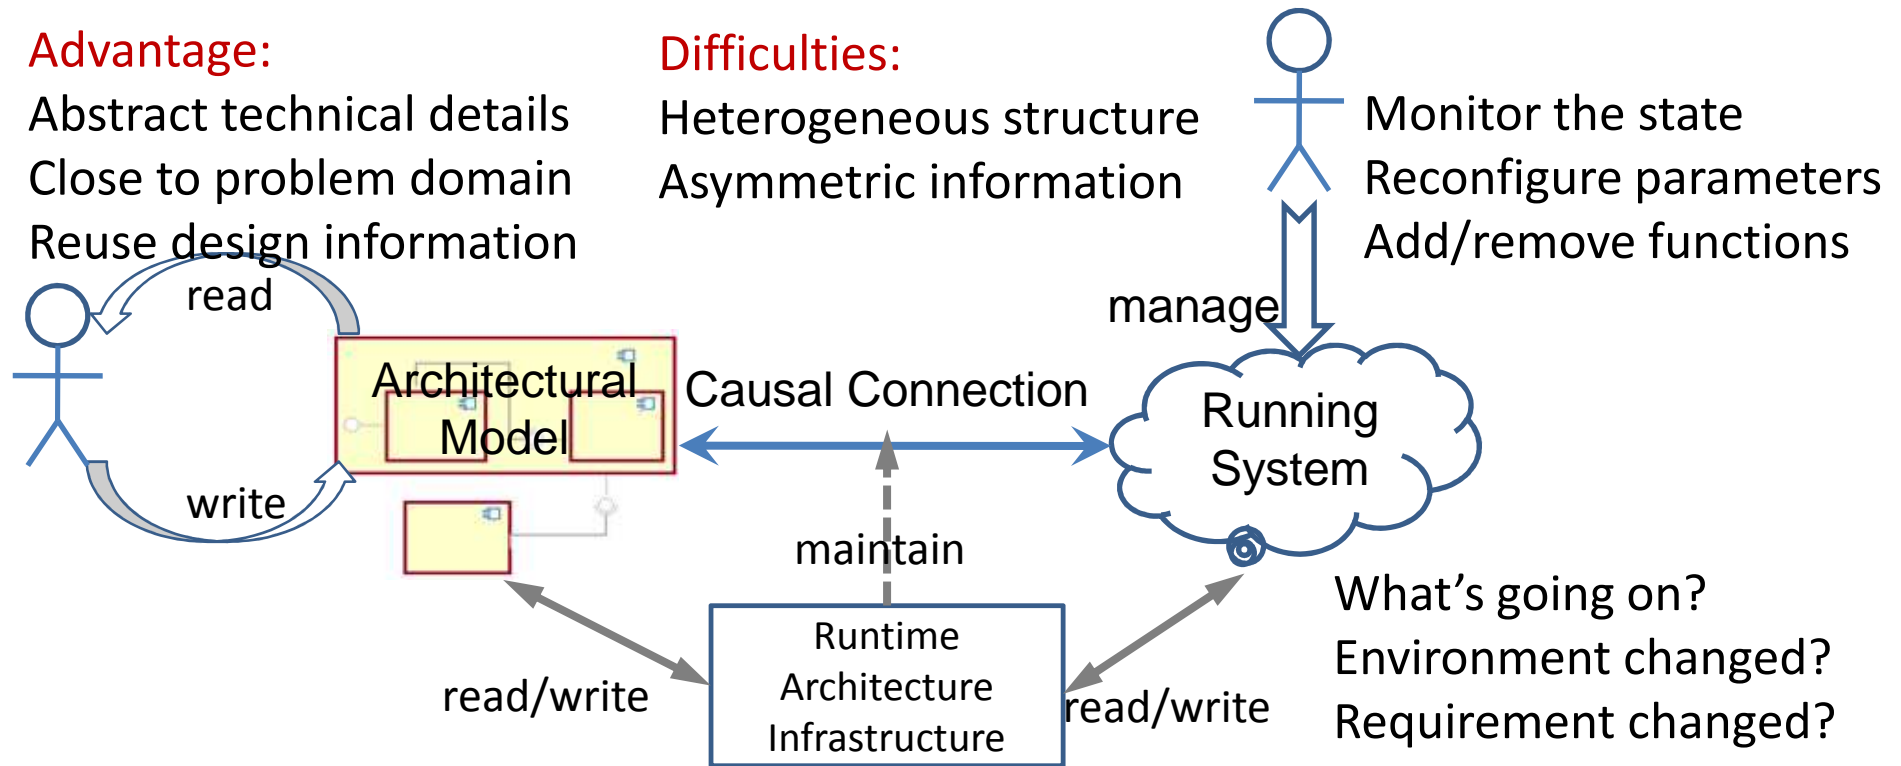 Advantage:
Abstract technical details
Close to problem domain
Reuse design information
Difficulties:
Heterogeneous structure
Asymmetric information
Monitor the state
Reconfigure parameters
Add/remove functions
read
manage
Architectural
Model
Causal Connection
Running
System
write
maintain
Runtime
Architecture
Infrastructure
read/write
read/write
What’s going on?
Environment changed?
Requirement changed?